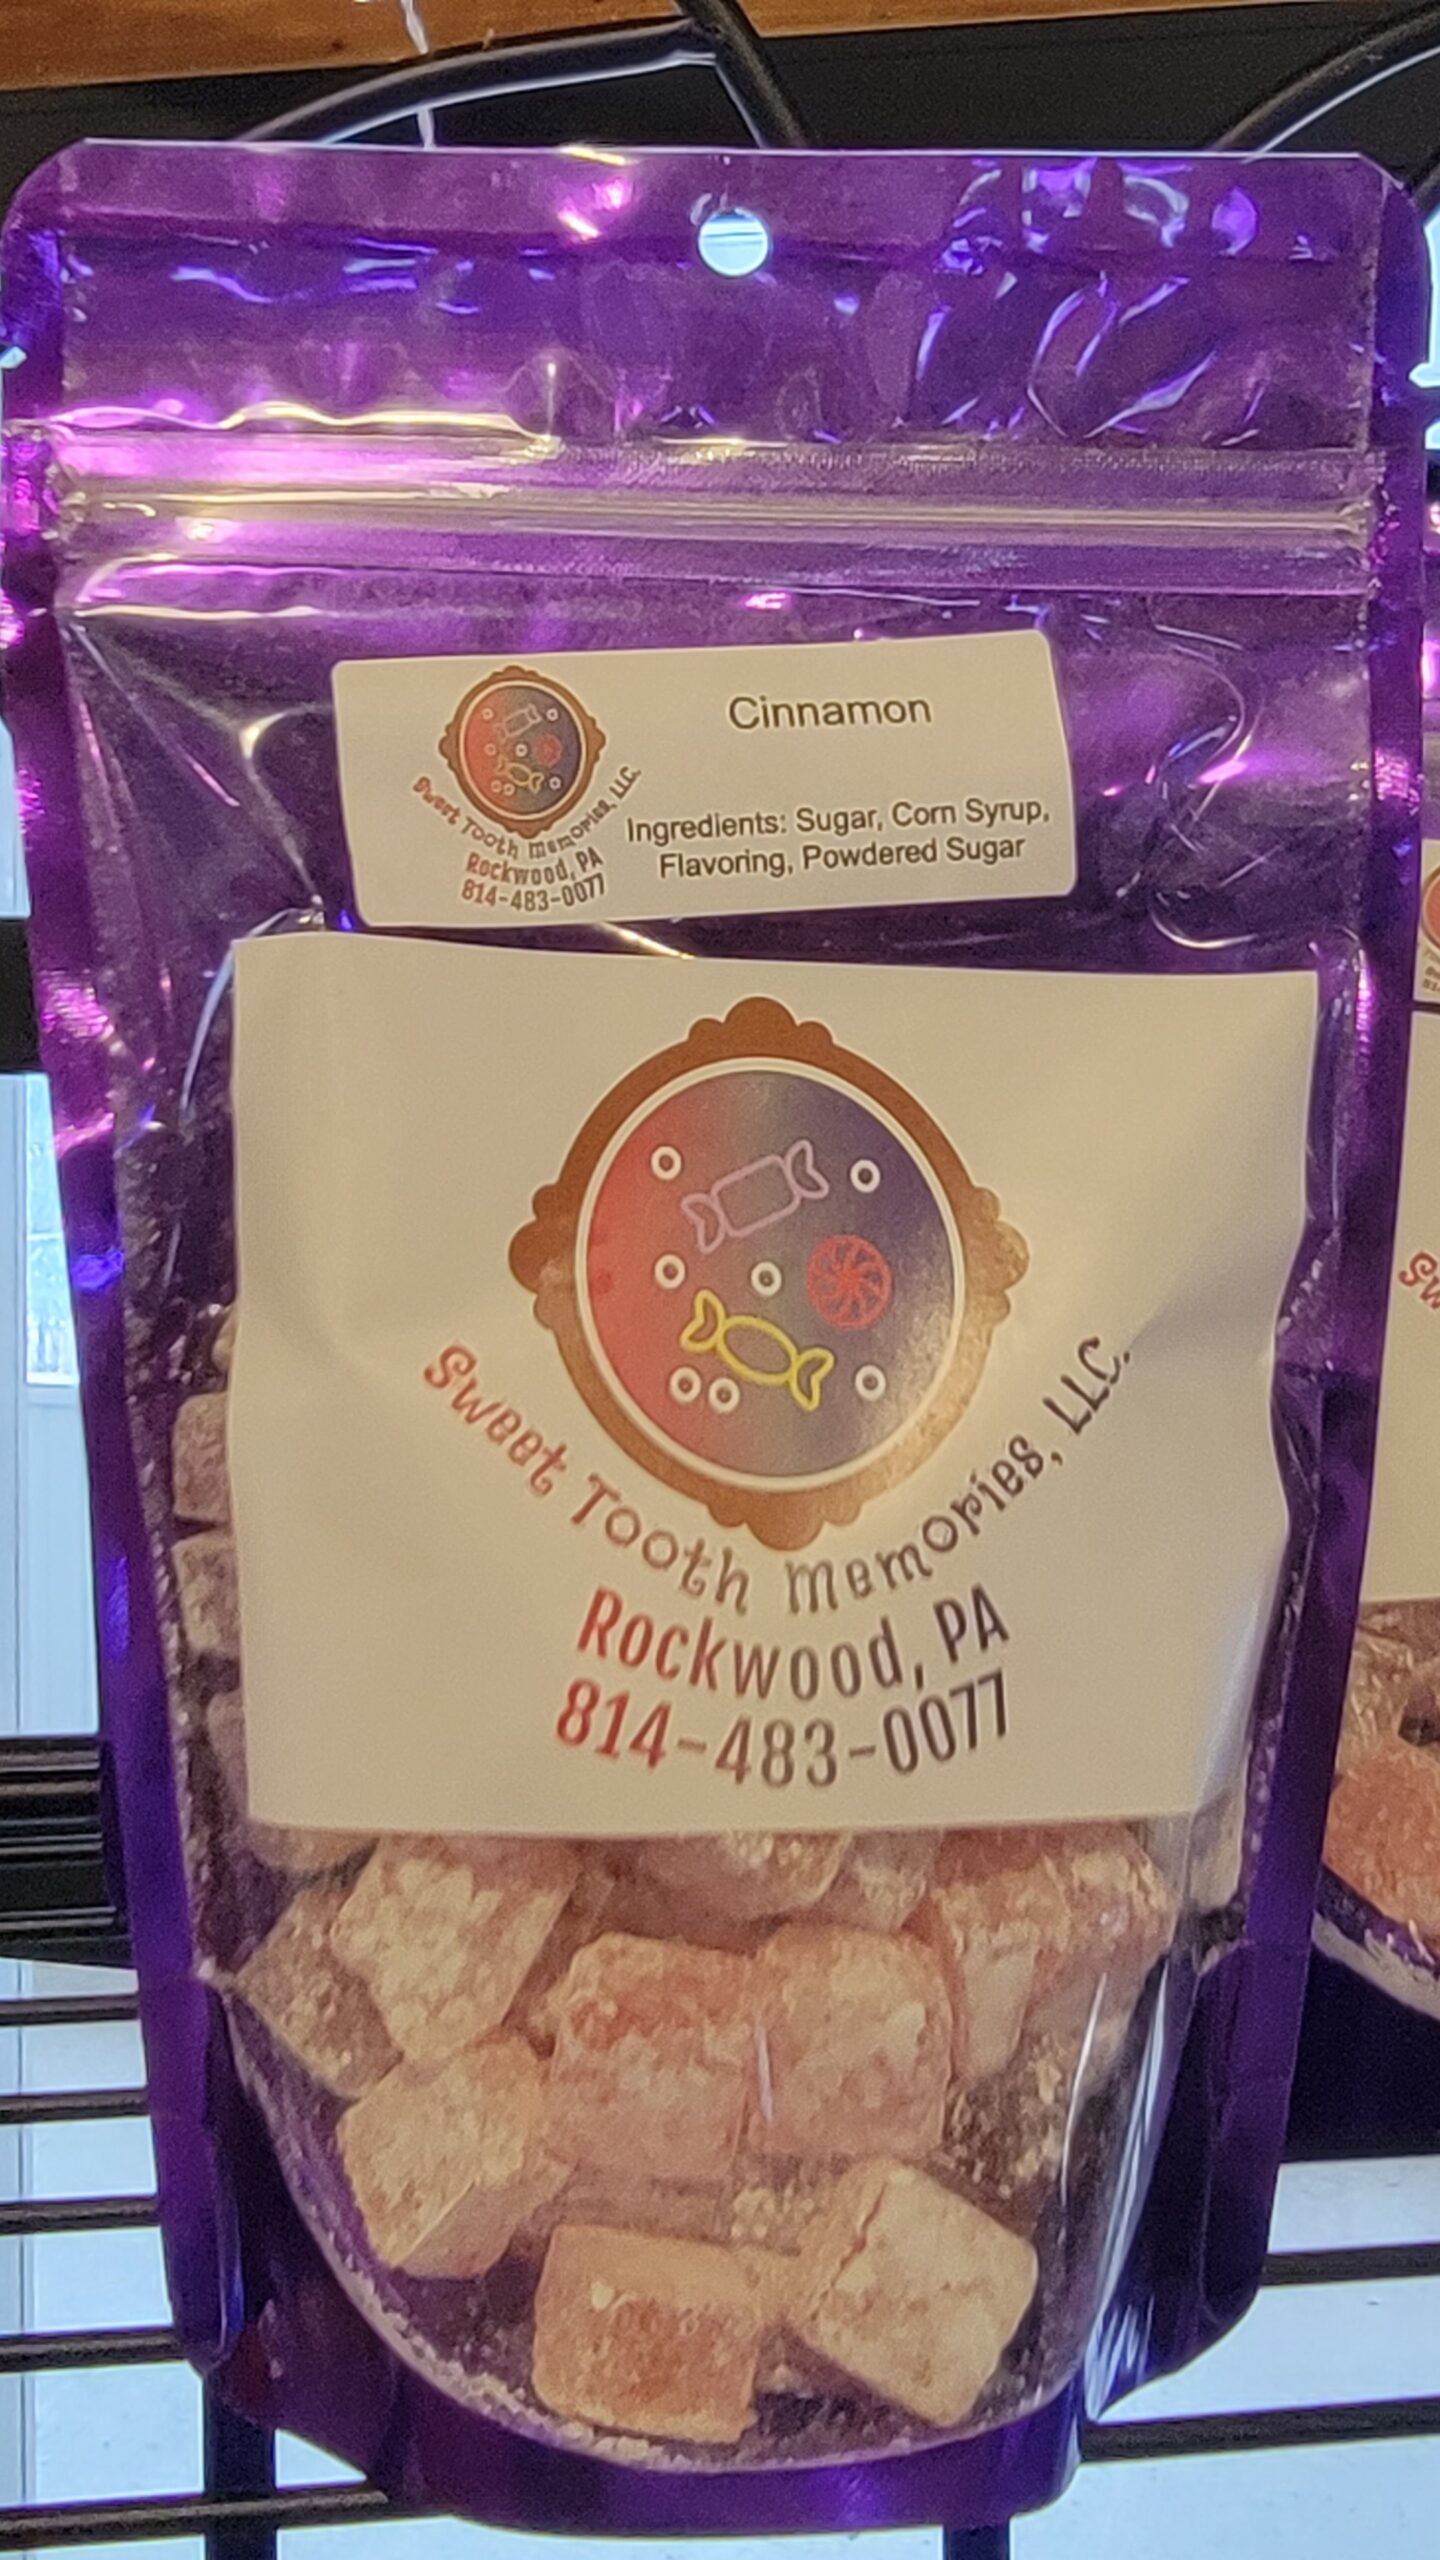 Cinnamon
Ingredients: Sugar, Corn Syrup,
Flavoring, Powdered Sugar
Sweet Tooth Memories, LLC.
Rockwood, PA
814-483-0077
Sweet Tooth Memories, LLC.
Rockwood, PA
814-483-0077
Sw